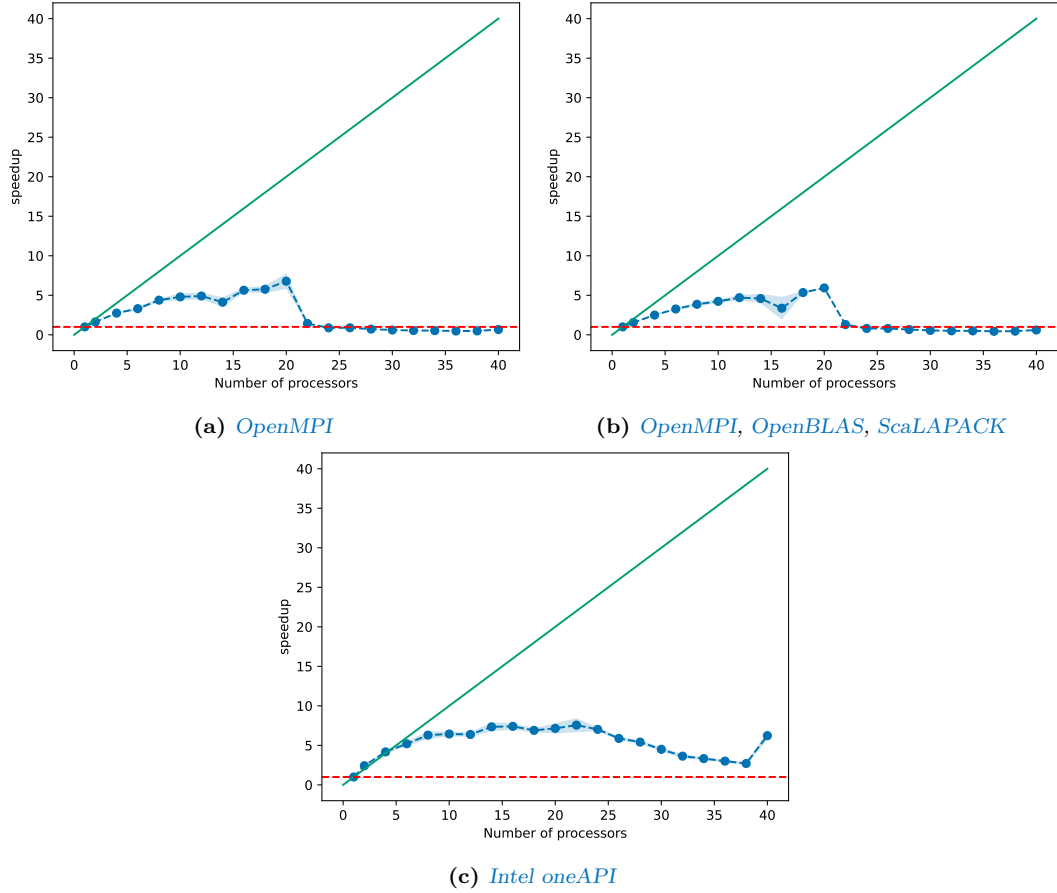 40
35
30
25
20
15
10
5
0
speedup
0 5 10 15 20 25 30 35 40
Number of processors
(a) OpenMPI
40
35
30
25
20
15
10
5
0
speedup
0 5 10 15 20 25 30 35 40
Number of processors
(b) OpenMPI, OpenBLAS, ScaLAPACK
40
35
30
25
20
15
10
5
0
speedup
0 5 10 15 20 25 30 35 40
Number of processors
(c) Intel oneAPI